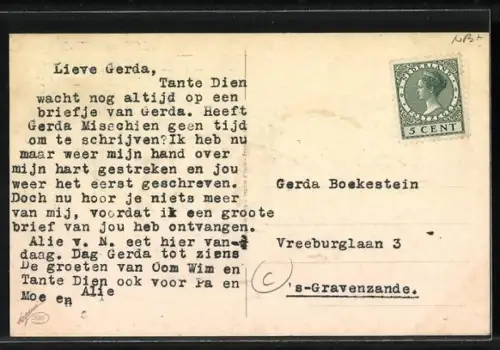 Lieve Gerda,
Tante Dien
wacht nog altijd op een
briefje van Gerda. Heeft
Gerda Misschien geen tijd
om te schrijven? Ik heb nu
maar weer mijn hand over
mijn hart gestreken en jou
weer het eerst geschreven.
Doch nu hoor je niets meer
van mij, voordat ik een groote
brief van jou heb ontvangen.
Alie v. N. eet hier van-
daag. Dag Gerda tot ziens
De groeten van Oom Wim en
Tante Dien ook voor Pa en
Moe en Alie
NEDERLAND
5 CENT
Gerda Boekestein
Vreeburglaan 3
's-Gravenzande.
C